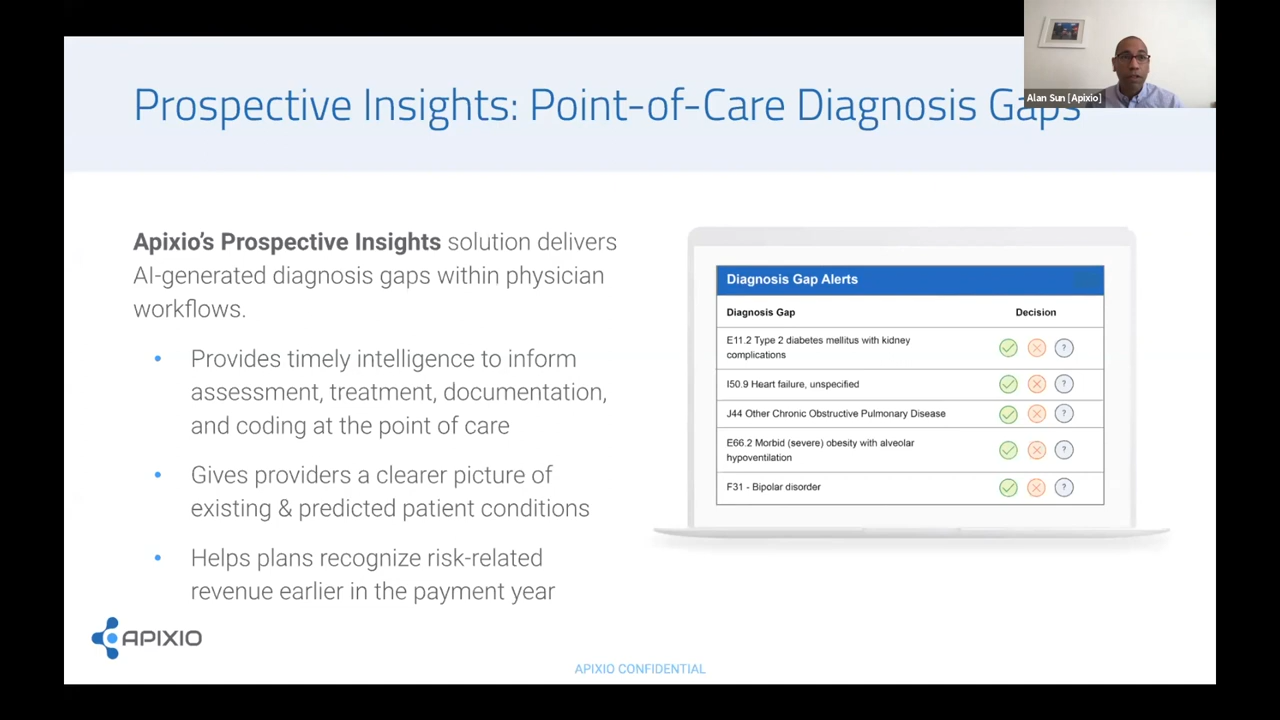 Prospective Insights: Point-of-Care Diagnosis Gaps
Alan Sun [Apixio]
Apixio's Prospective Insights solution delivers
AI-generated diagnosis gaps within physician
workflows.
• Provides timely intelligence to inform
assessment, treatment, documentation,
and coding at the point of care
• Gives providers a clearer picture of
existing & predicted patient conditions
• Helps plans recognize risk-related
revenue earlier in the payment year
Diagnosis Gap Alerts
Diagnosis Gap Decision
E11.2 Type 2 diabetes mellitus with kidney
complications
?
I50.9 Heart failure, unspecified ?
J44 Other Chronic Obstructive Pulmonary Disease ?
E66.2 Morbid (severe) obesity with alveolar
hypoventilation
?
F31 - Bipolar disorder ?
APIXIO
APIXIO CONFIDENTIAL